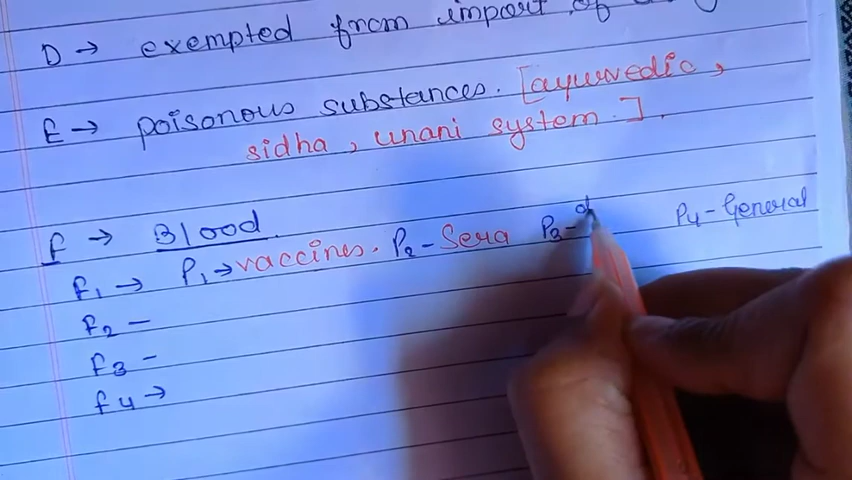 D → exempted from import of
E → poisonous substances. [ayurvedic,
sidha, unani system.].
F → Blood
F1 → P1 → vaccines. P2 - Sera P3 - d P4 - General
F2 -
F3 -
F4 →